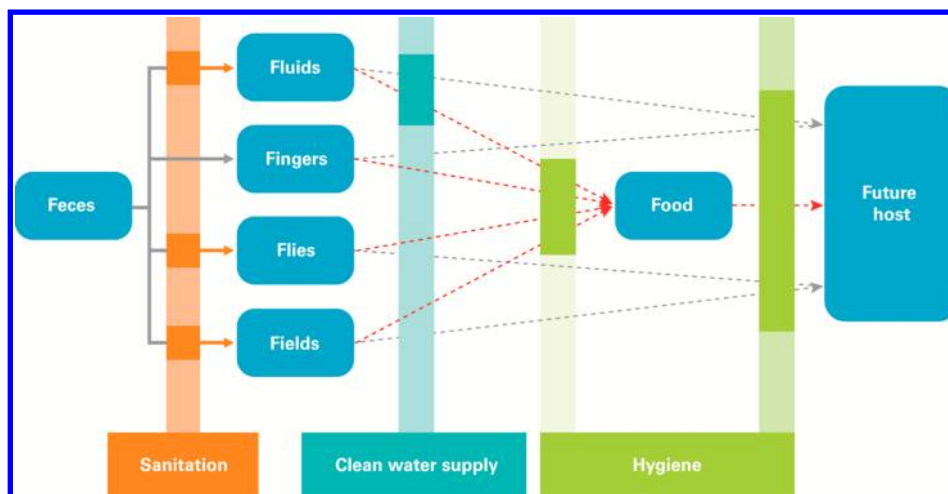 Feces
Fluids
Fingers
Flies
Fields
Food
Future
host
Sanitation
Clean water supply
Hygiene